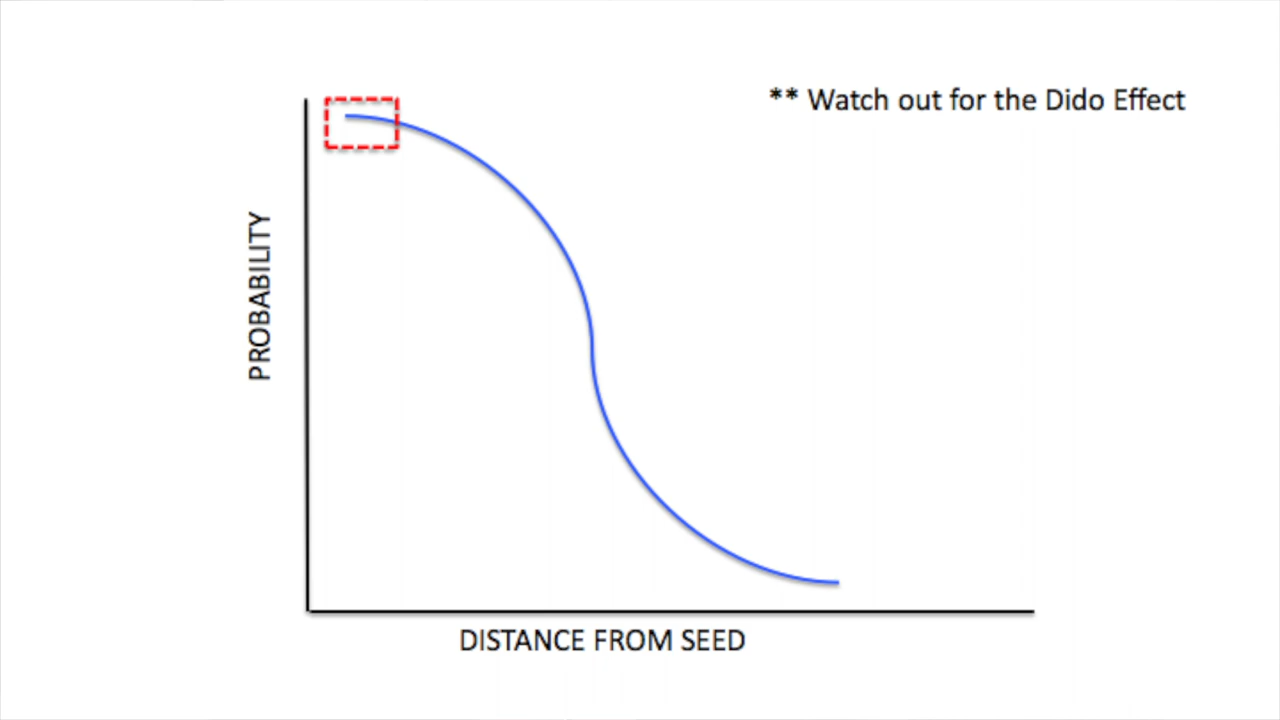 ** Watch out for the Dido Effect
PROBABILITY
DISTANCE FROM SEED